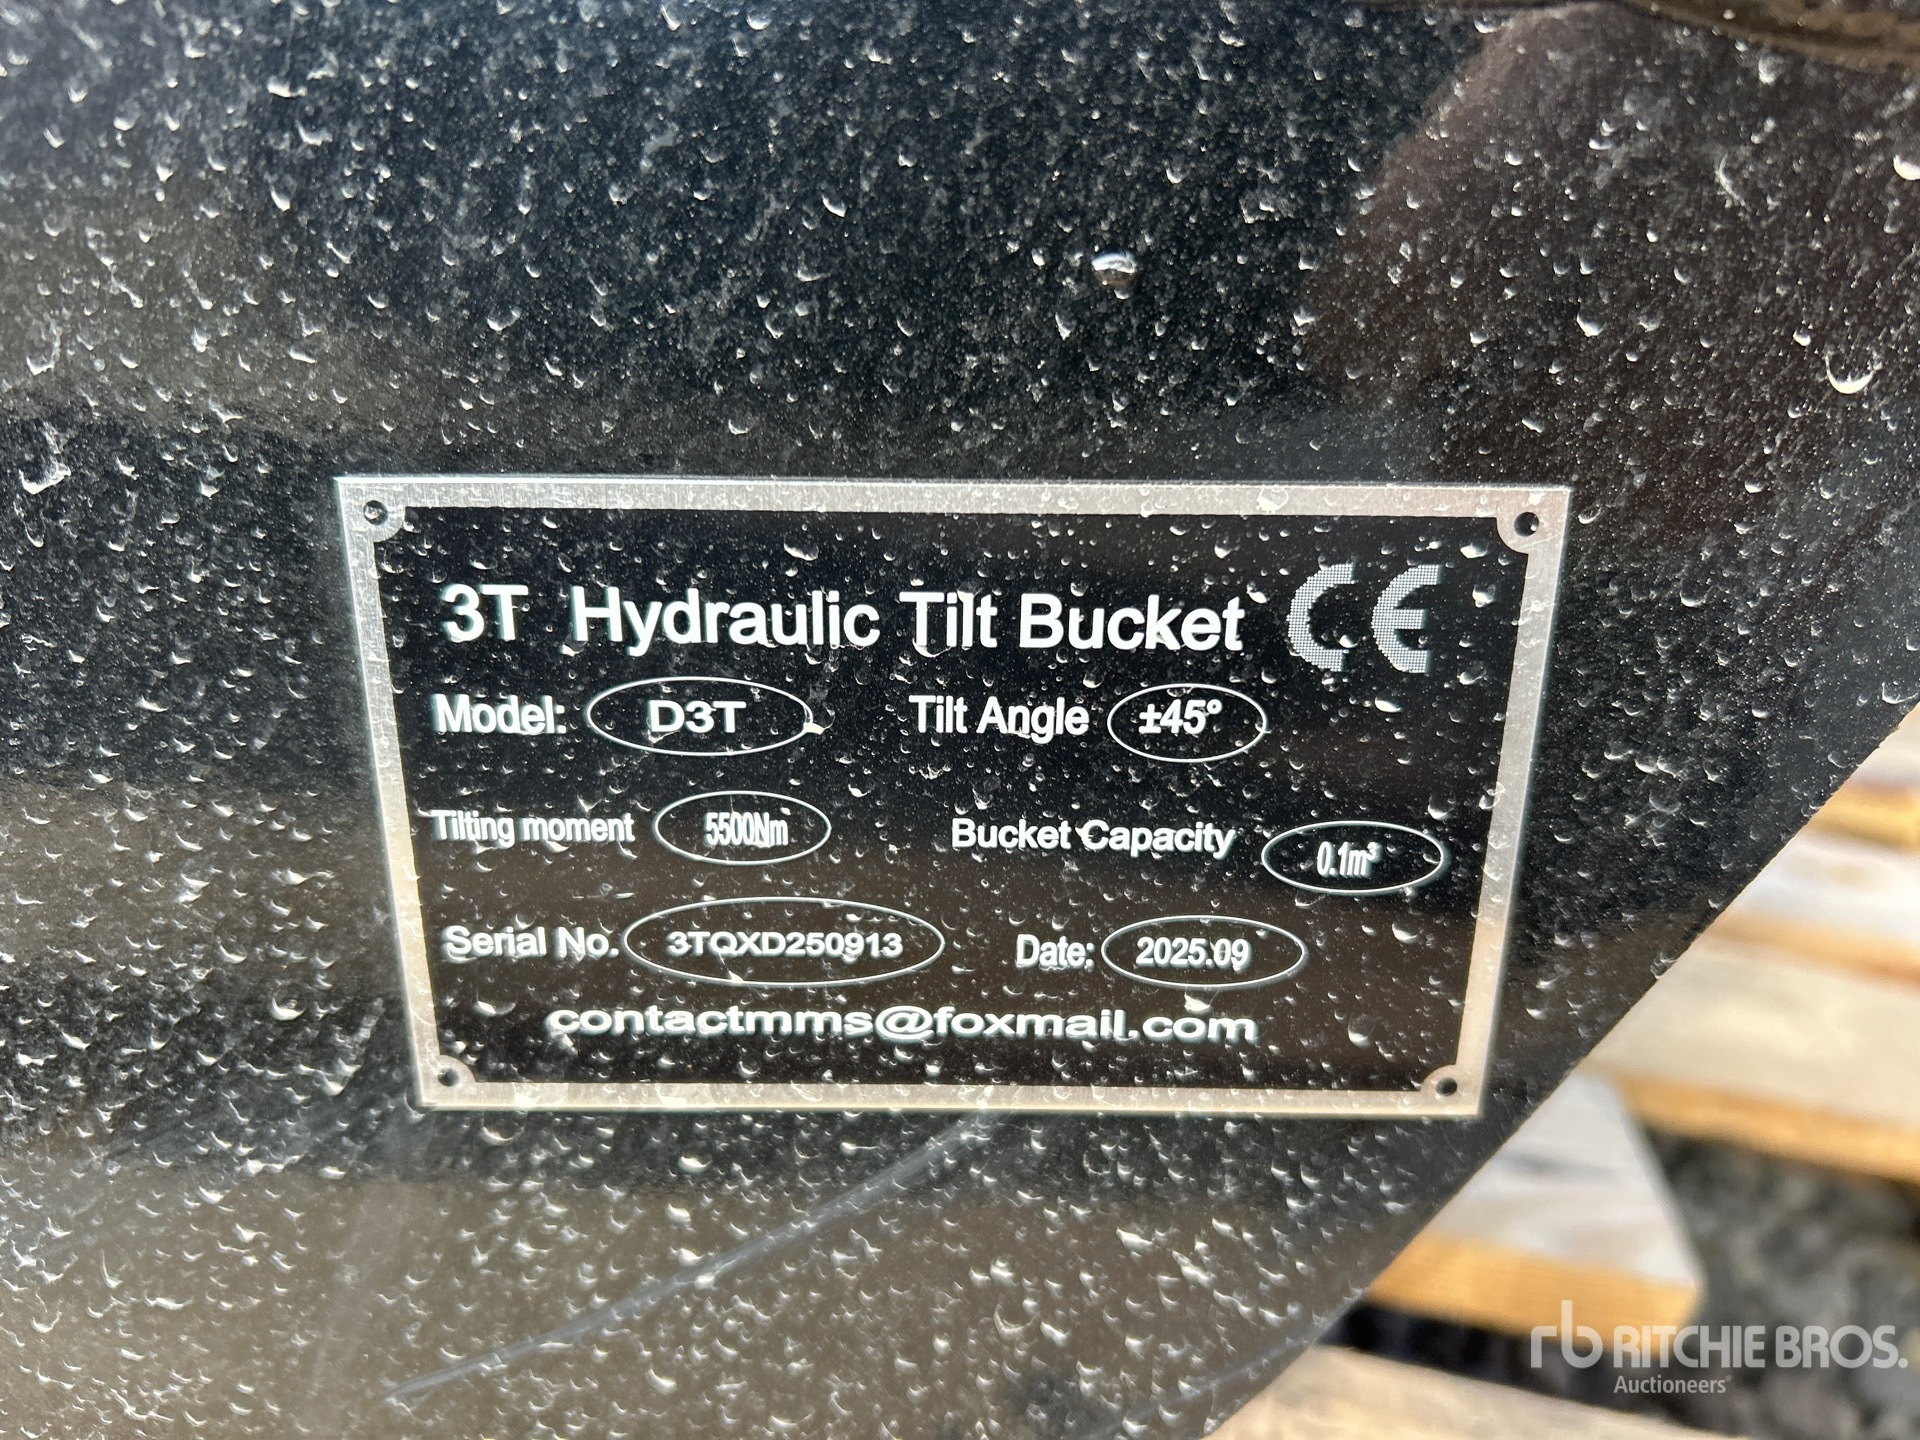 3T Hydraulic Tilt Bucket CE
Model: D3T Tilt Angle ±45°
Tilting moment 5500Nm Bucket Capacity 0.1m³
Serial No. 3TQXD250913 Date: 2025.09
contactmms@foxmail.com
rb RITCHIE BROS.
Auctioneers